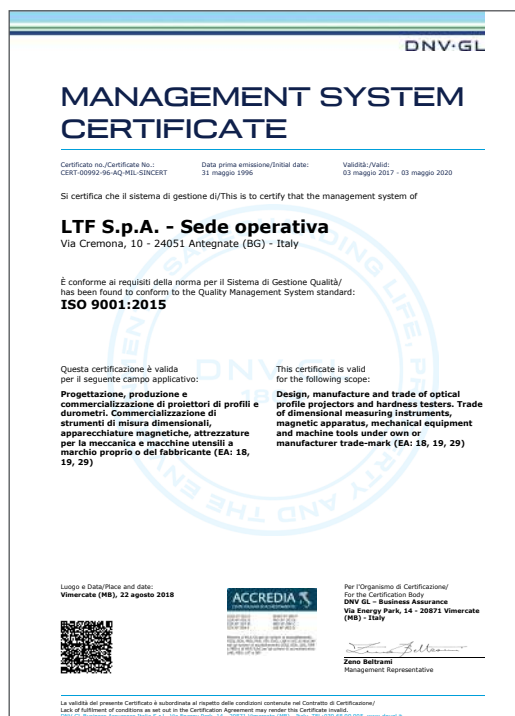 DNV·GL
MANAGEMENT SYSTEM
CERTIFICATE
Certificato no./Certificate No.:
CERT-00992-96-AQ-MIL-SINCERT
Data prima emissione/Initial date:
31 maggio 1996
Validità:/Valid:
03 maggio 2017 - 03 maggio 2020
Si certifica che il sistema di gestione di/This is to certify that the management system of
LTF S.p.A. - Sede operativa
Via Cremona, 10 - 24051 Antegnate (BG) - Italy
È conforme ai requisiti della norma per il Sistema di Gestione Qualità/
has been found to conform to the Quality Management System standard:
ISO 9001:2015
Questa certificazione è valida
per il seguente campo applicativo:
Progettazione, produzione e
commercializzazione di proiettori di profili e
durometri. Commercializzazione di
strumenti di misura dimensionali,
apparecchiature magnetiche, attrezzature
per la meccanica e macchine utensili a
marchio proprio o del fabbricante (EA: 18,
19, 29)
This certificate is valid
for the following scope:
Design, manufacture and trade of optical
profile projectors and hardness testers. Trade
of dimensional measuring instruments,
magnetic apparatus, mechanical equipment
and machine tools under own or
manufacturer trade-mark (EA: 18, 19, 29)
DNV·GL
Luogo e Data/Place and date:
Vimercate (MB), 22 agosto 2018
ACCREDIA
Per l'Organismo di Certificazione/
For the Certification Body
DNV GL – Business Assurance
Via Energy Park, 14 - 20871 Vimercate
(MB) - Italy
Zeno Beltrami
Management Representative
La validità del presente Certificato è subordinata al rispetto delle condizioni contenute nel Contratto di Certificazione/
Lack of fulfilment of conditions as set out in the Certification Agreement may render this Certificate invalid.